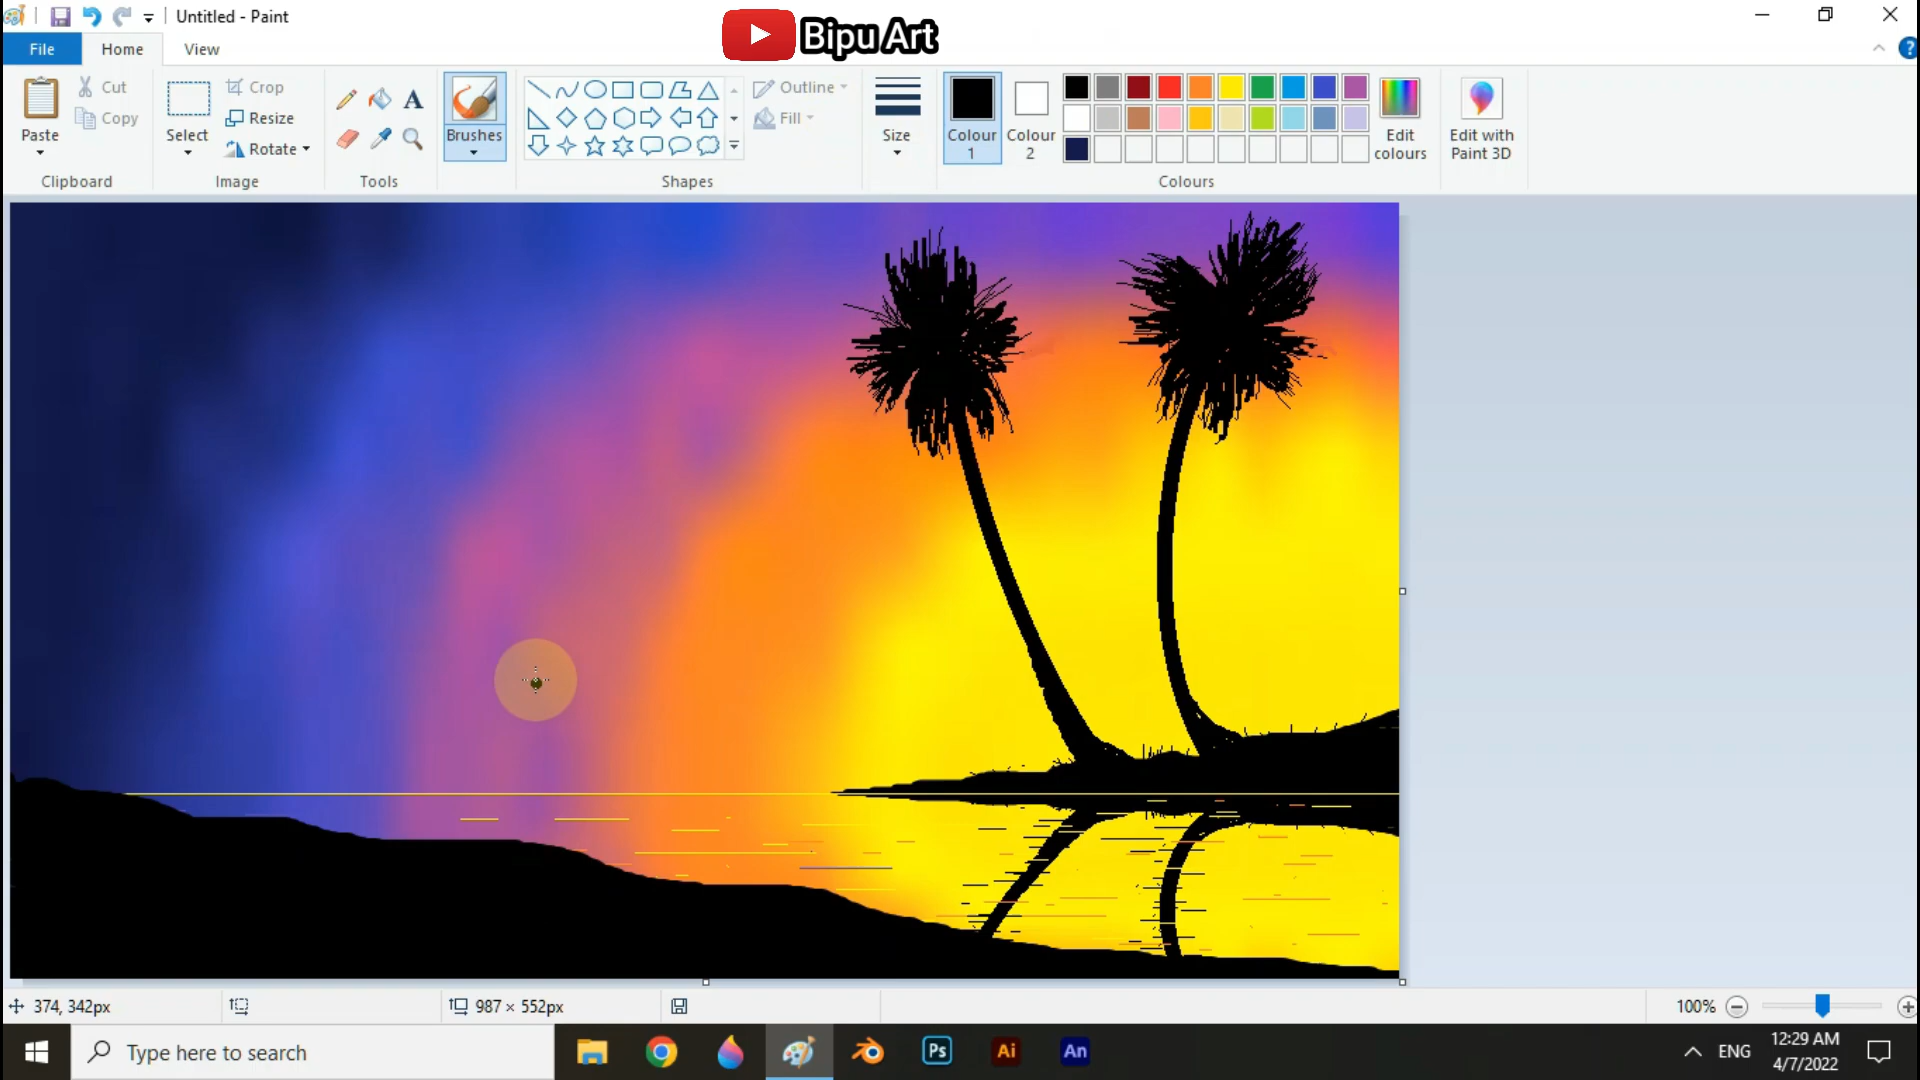 Untitled - Paint
Bipu Art
File
Home
View
?
Paste
Cut
Copy
Clipboard
Select
Crop
Resize
Rotate
Image
A
Tools
Brushes
Outline
Fill
Shapes
Size
Colour
1
Colour
2
Edit
colours
Colours
Edit with
Paint 3D
374, 342px
987 × 552px
100%
Type here to search
Ps
Ai
An
ENG
12:29 AM
4/7/2022